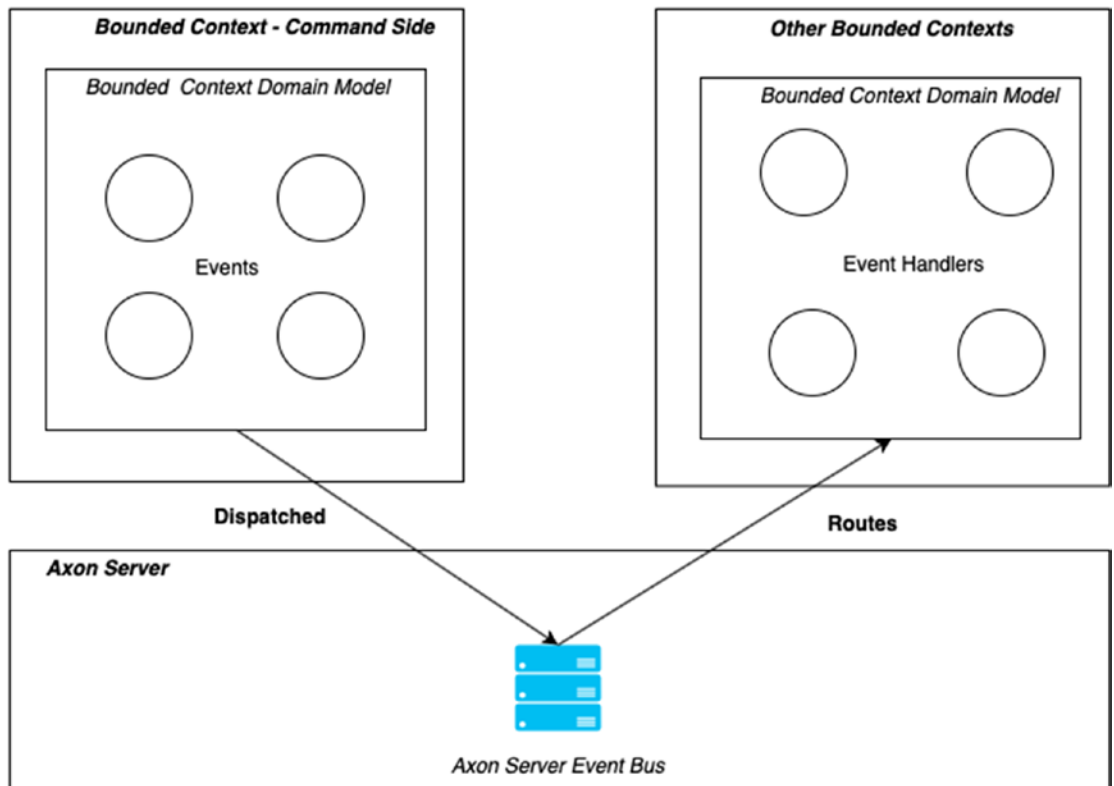 Bounded Context - Command Side
Bounded Context Domain Model
Events
Other Bounded Contexts
Bounded Context Domain Model
Event Handlers
Dispatched
Routes
Axon Server
Axon Server Event Bus